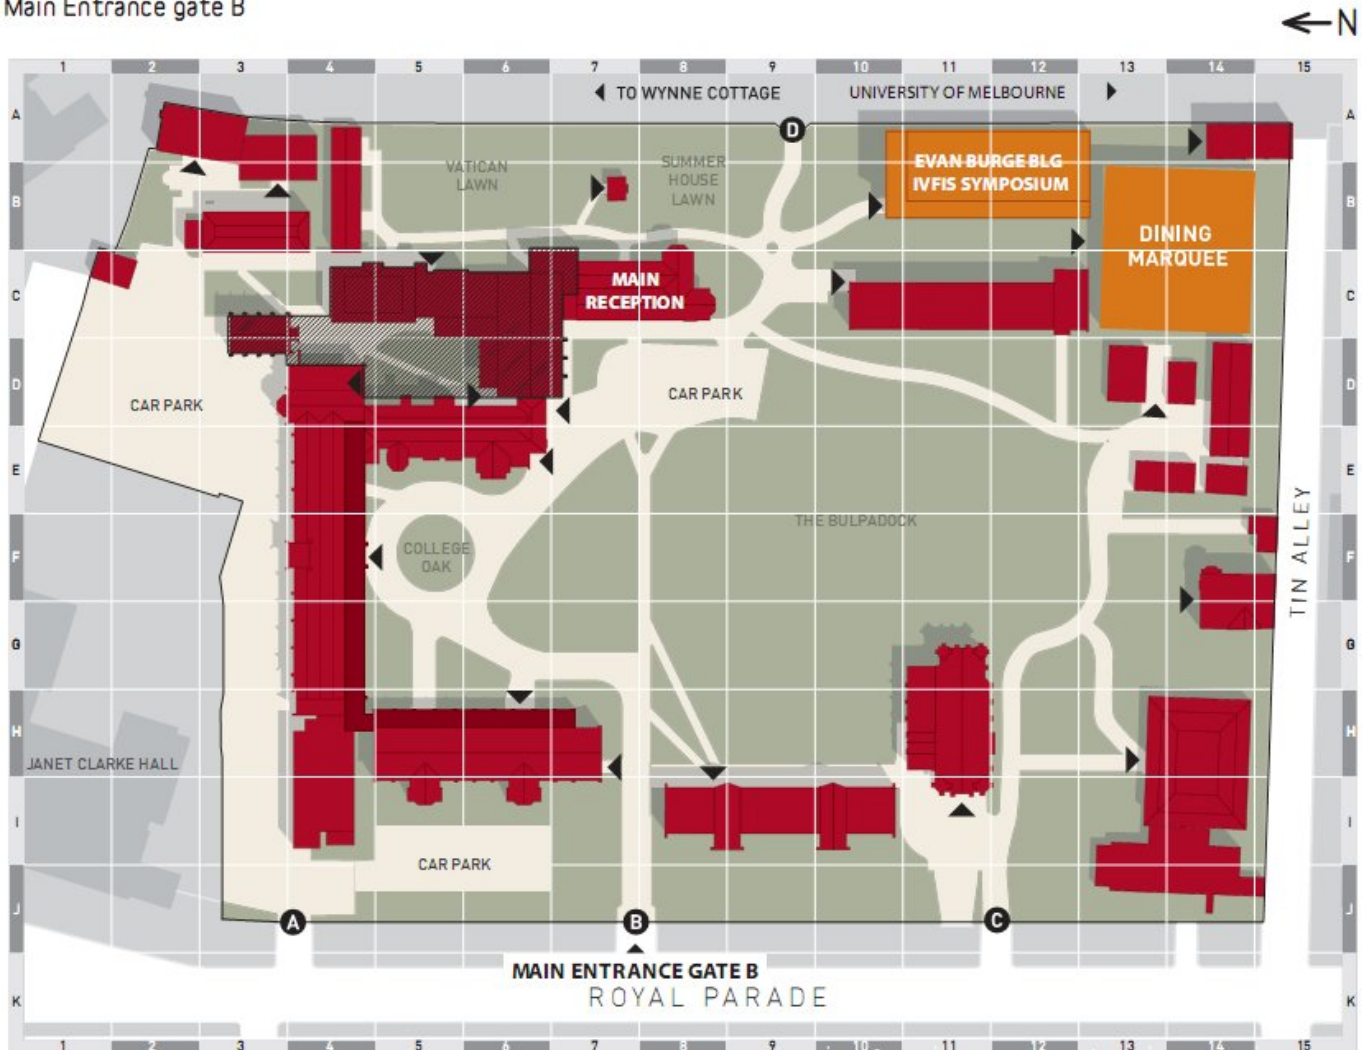 Main Entrance gate B
N
1 2 3 4 5 6 7 8 9 10 11 12 13 14 15
TO WYNNE COTTAGE UNIVERSITY OF MELBOURNE
A A
D
VATICAN
LAWN
SUMMER
HOUSE
LAWN
EVAN BURGE BLG
IVFIS SYMPOSIUM
B B
DINING
MARQUEE
MAIN
RECEPTION
C C
D D
CAR PARK
CAR PARK
E E
THE BULPADOCK
COLLEGE
OAK
F F
TIN ALLEY
G G
H H
JANET CLARKE HALL
I I
CAR PARK
J J
A B C
MAIN ENTRANCE GATE B
ROYAL PARADE
K K
1 2 3 4 5 6 7 8 9 10 11 12 13 14 15